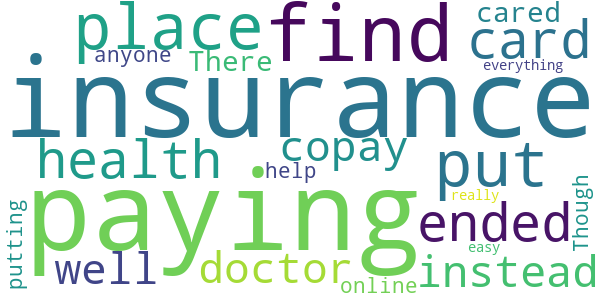 place find cared card
anyone There everything
insurance
health copay put
help
paying really ended
putting Though
well doctor easy instead
online